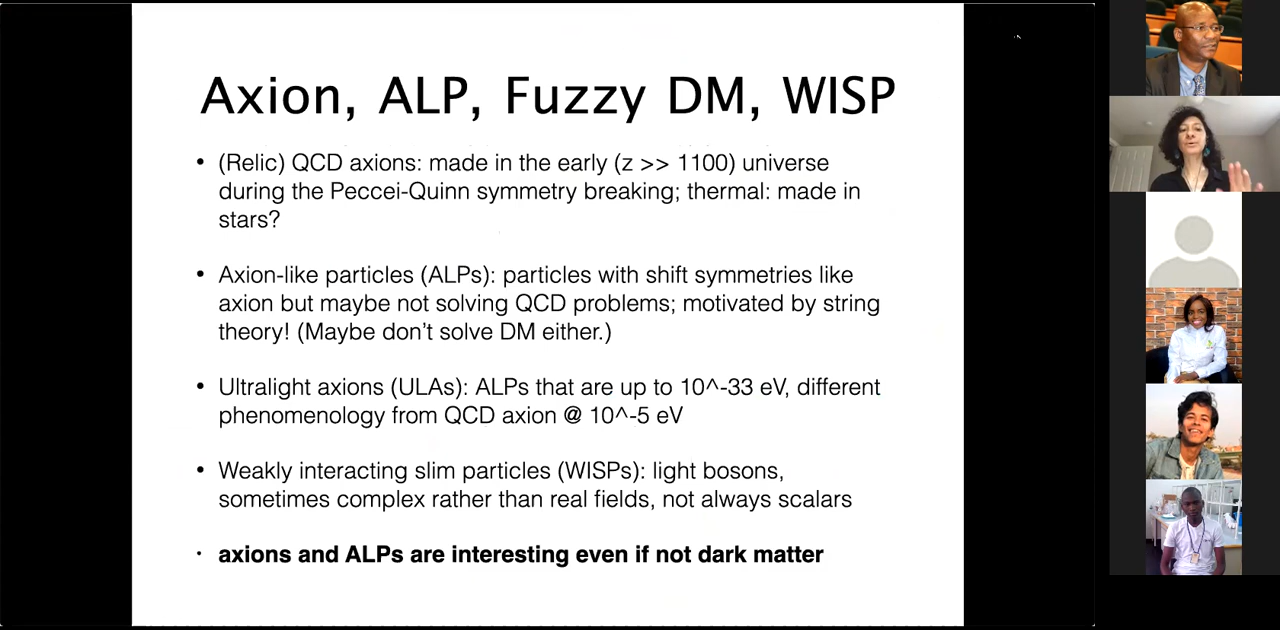 Axion, ALP, Fuzzy DM, WISP
• (Relic) QCD axions: made in the early (z >> 1100) universe
during the Peccei-Quinn symmetry breaking; thermal: made in
stars?
• Axion-like particles (ALPs): particles with shift symmetries like
axion but maybe not solving QCD problems; motivated by string
theory! (Maybe don’t solve DM either.)
• Ultralight axions (ULAs): ALPs that are up to 10^-33 eV, different
phenomenology from QCD axion @ 10^-5 eV
• Weakly interacting slim particles (WISPs): light bosons,
sometimes complex rather than real fields, not always scalars
• axions and ALPs are interesting even if not dark matter